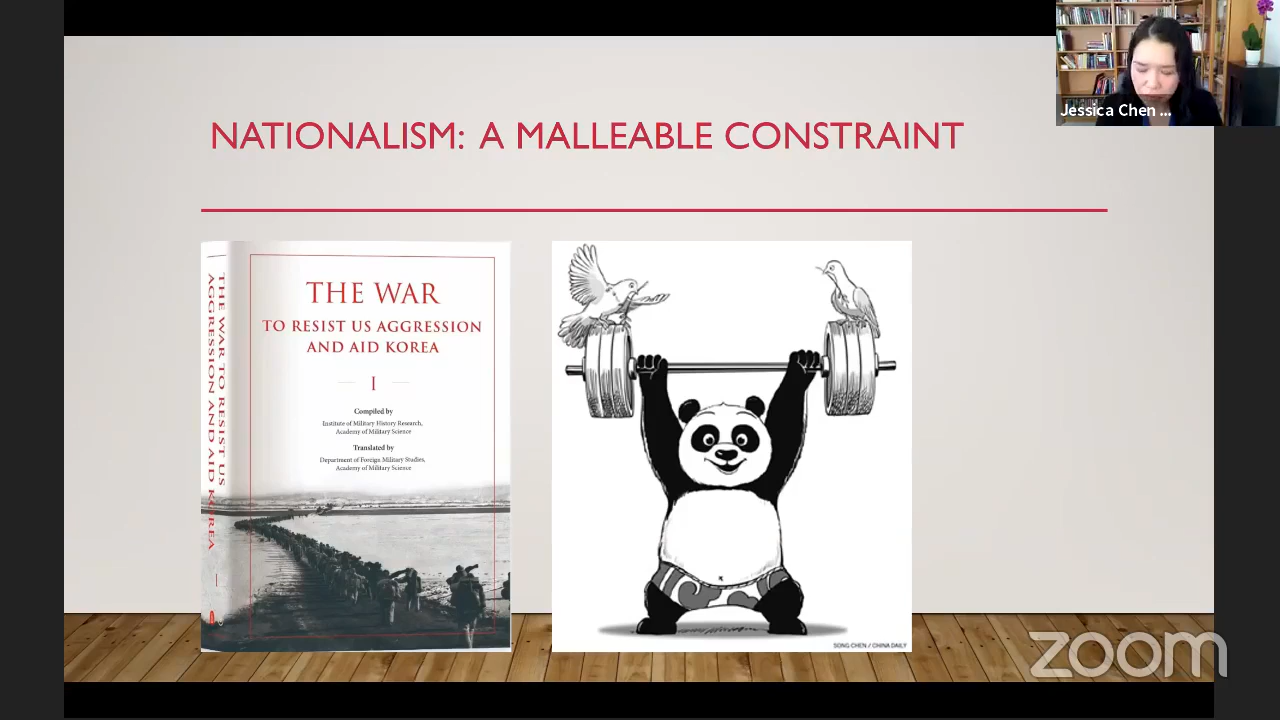 Jessica Chen ...
NATIONALISM: A MALLEABLE CONSTRAINT
THE WAR TO RESIST US
AGGRESSION AND AID KOREA
THE WAR
TO RESIST US AGGRESSION
AND AID KOREA
I
Compiled by
Institute of Military History Research,
Academy of Military Science
Translated by
Department of Foreign Military Studies,
Academy of Military Science
SONG CHEN / CHINA DAILY
zoom